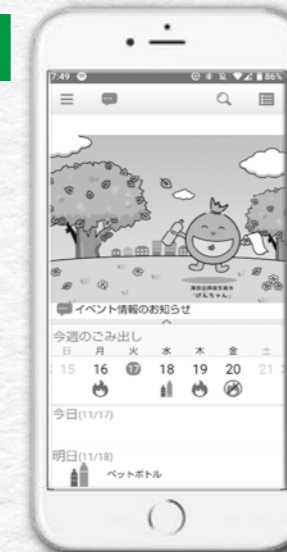 7:49 86%
イベント情報のお知らせ
今週のごみ出し
日 月 火 水 木 金 土
15 16 17 18 19 20 21
今日(11/17)
明日(11/18)
ペットボトル